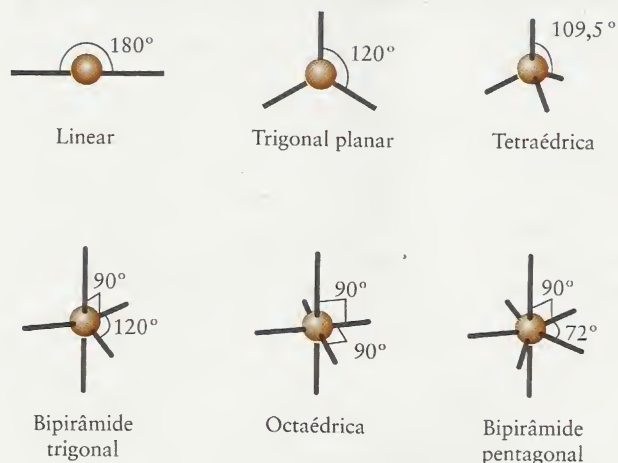 180°
120°
109,5°
Linear
Trigonal planar
Tetraédrica
90°
120°
90°
90°
90°
72°
Bipirâmide
trigonal
Octaédrica
Bipirâmide
pentagonal